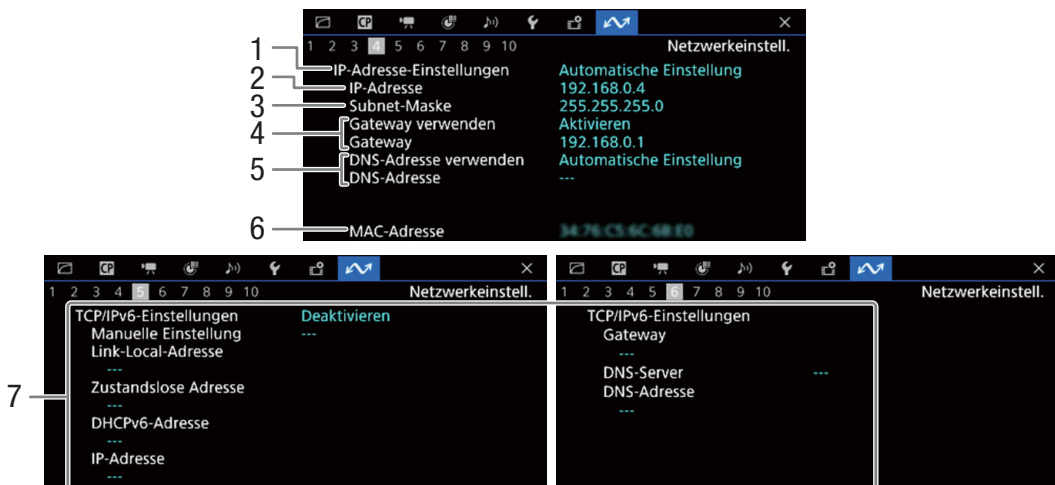 CP
1 2 3 4 5 6 7 8 9 10 Netzwerkeinstell.
1 IP-Adresse-Einstellungen Automatische Einstellung
2 IP-Adresse 192.168.0.4
3 Subnet-Maske 255.255.255.0
4 Gateway verwenden Aktivieren
Gateway 192.168.0.1
5 DNS-Adresse verwenden Automatische Einstellung
DNS-Adresse ---
6 MAC-Adresse
CP
1 2 3 4 5 6 7 8 9 10 Netzwerkeinstell.
7
TCP/IPv6-Einstellungen Deaktivieren
Manuelle Einstellung ---
Link-Local-Adresse
---
Zustandslose Adresse
---
DHCPv6-Adresse
---
IP-Adresse
---
CP
1 2 3 4 5 6 7 8 9 10 Netzwerkeinstell.
TCP/IPv6-Einstellungen
Gateway
---
DNS-Server ---
DNS-Adresse
---